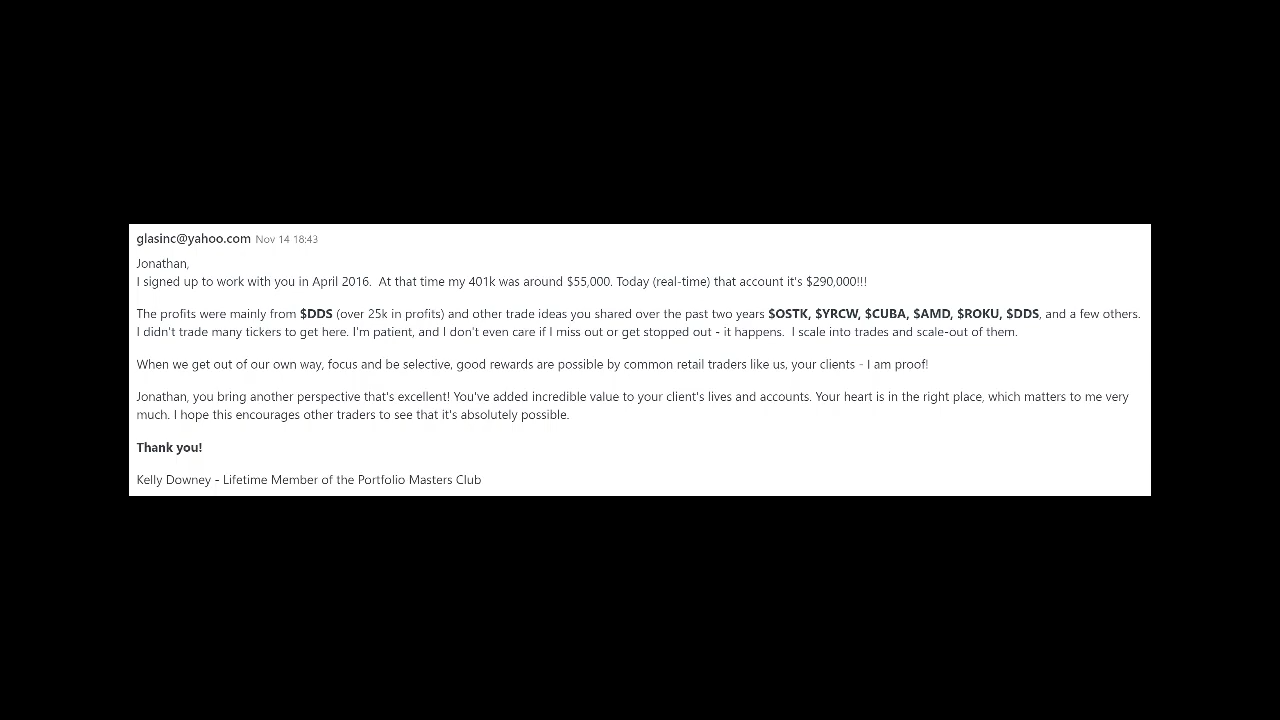 glasinc@yahoo.com Nov 14 18:43
Jonathan,
I signed up to work with you in April 2016.  At that time my 401k was around $55,000. Today (real-time) that account it's $290,000!!!
The profits were mainly from $DDS (over 25k in profits) and other trade ideas you shared over the past two years $OSTK, $YRCW, $CUBA, $AMD, $ROKU, $DDS, and a few others.
I didn't trade many tickers to get here. I'm patient, and I don't even care if I miss out or get stopped out - it happens.  I scale into trades and scale-out of them.
When we get out of our own way, focus and be selective, good rewards are possible by common retail traders like us, your clients - I am proof!
Jonathan, you bring another perspective that's excellent! You've added incredible value to your client's lives and accounts. Your heart is in the right place, which matters to me very
much. I hope this encourages other traders to see that it's absolutely possible.
Thank you!
Kelly Downey - Lifetime Member of the Portfolio Masters Club